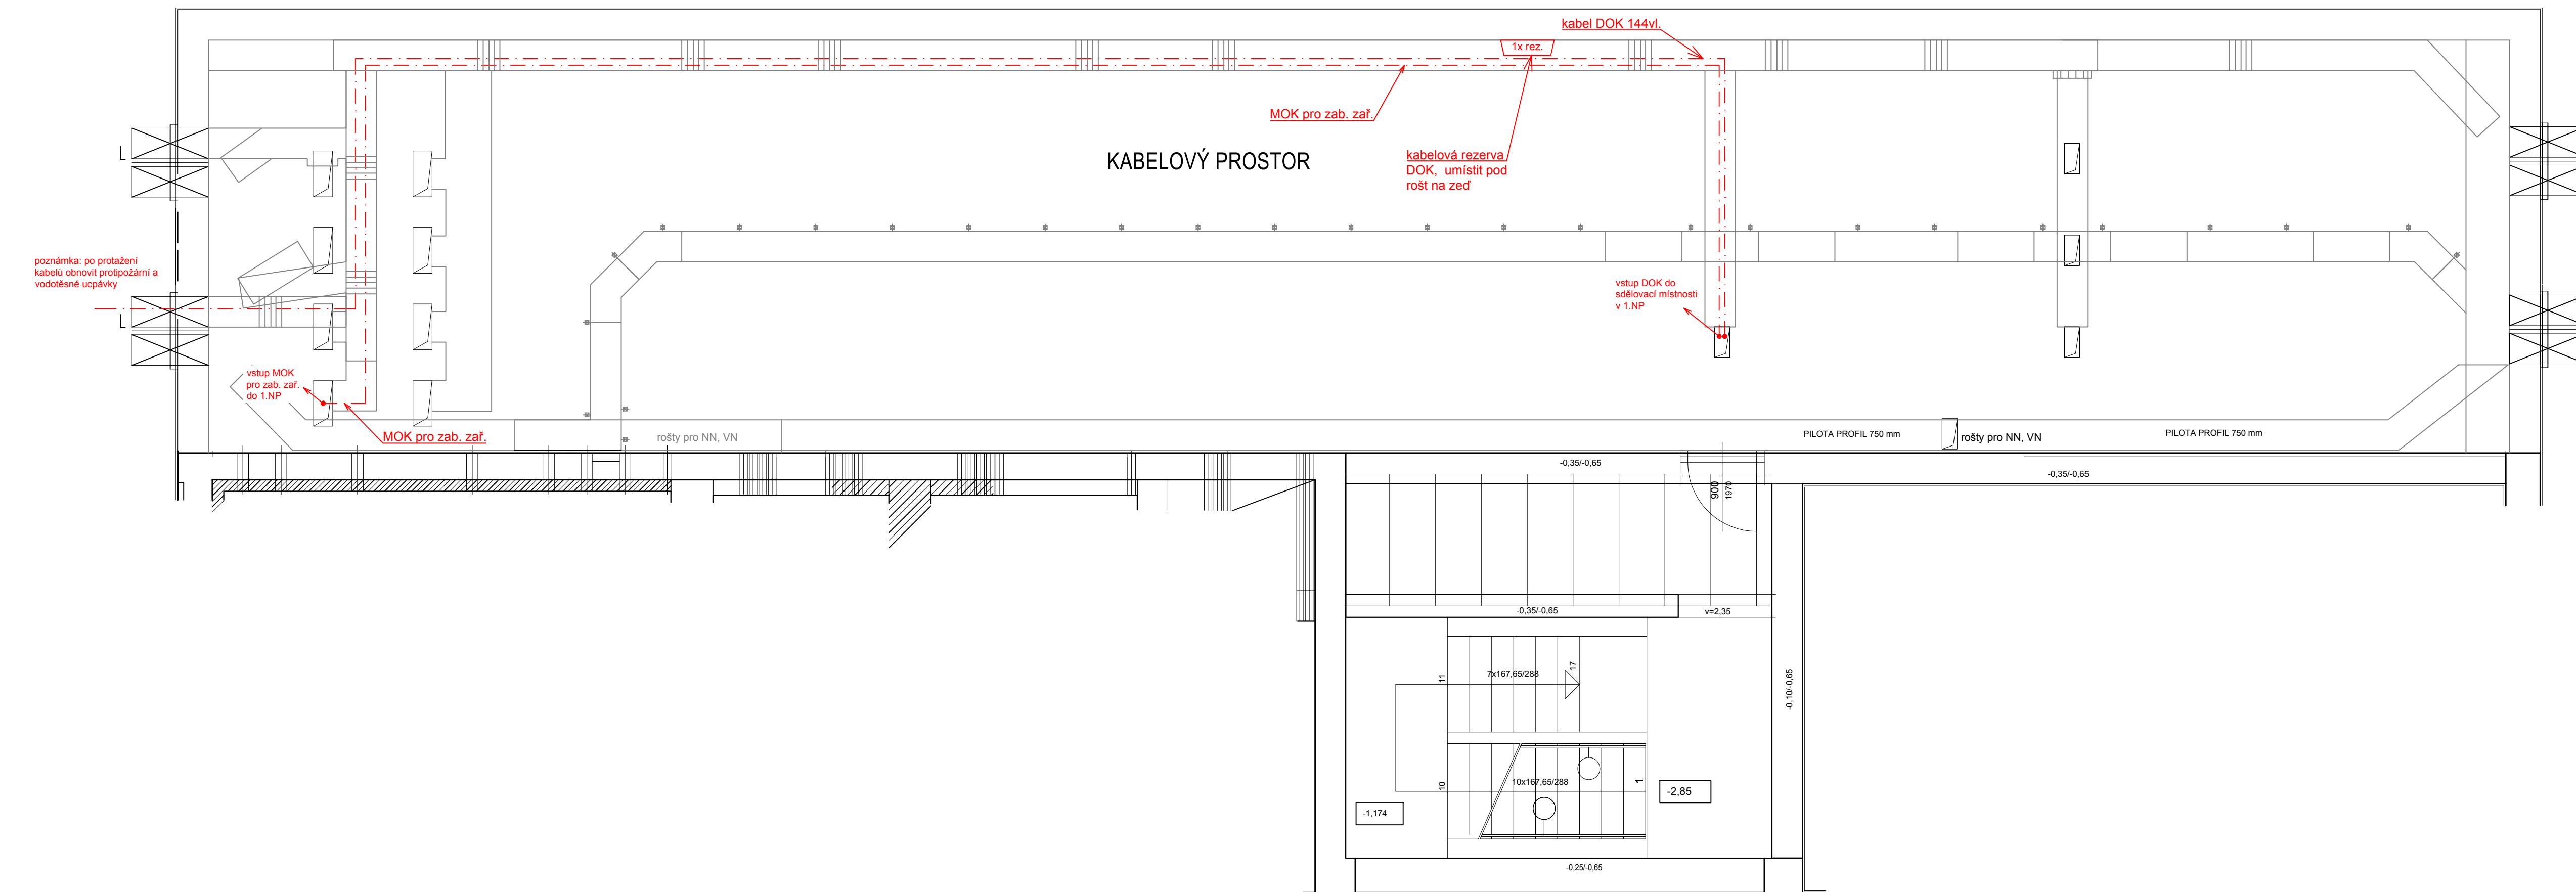 kabel DOK 144vl.
1x rez.
MOK pro zab. zař.
KABELOVÝ PROSTOR
kabelová rezerva
DOK, umístit pod
rošt na zeď
poznámka: po protažení
kabelů obnovit protipožární a
vodotěsné ucpávky
vstup DOK do
sdělovací místnosti
v 1.NP
vstup MOK
pro zab. zař.
do 1.NP
MOK pro zab. zař.
rošty pro NN, VN
PILOTA PROFIL 750 mm
rošty pro NN, VN
PILOTA PROFIL 750 mm
-0,35/-0,65
-0,35/-0,65
900
1970
-0,35/-0,65
v=2,35
7x167,65/288
17
11
-0,10/-0,65
10x167,65/288
10
1
-2,85
-1,174
-0,25/-0,65